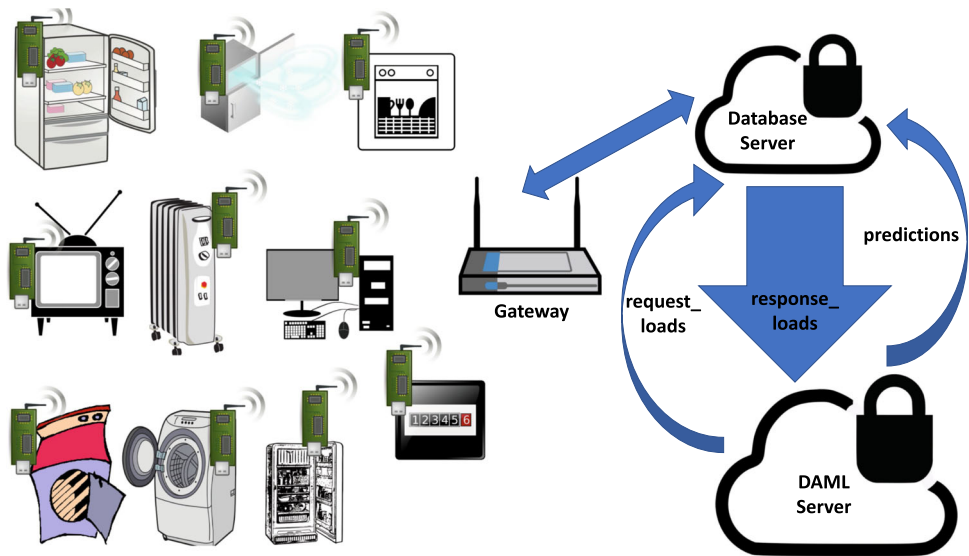 Database
Server
predictions
Gateway
request_
loads
response_
loads
123456
DAML
Server